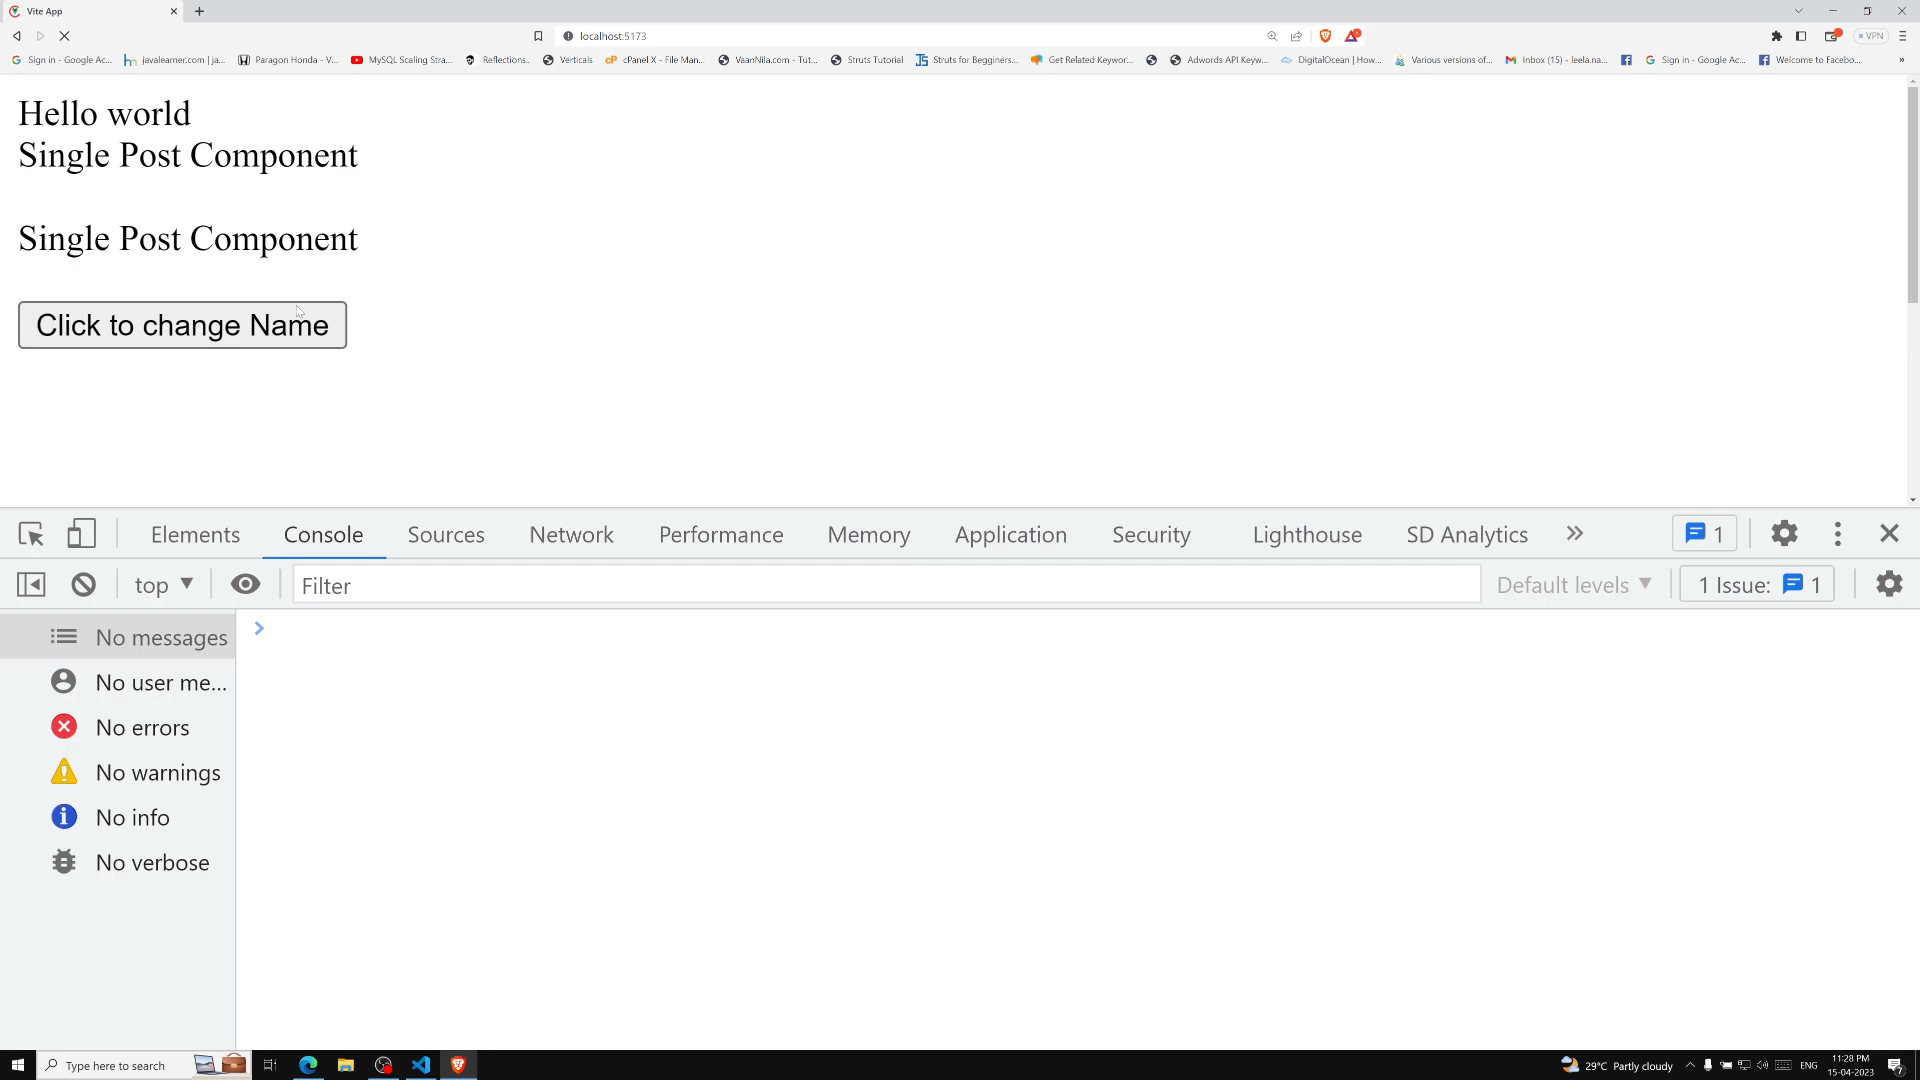 Vite App
localhost:5173
VPN
Sign in - Google Ac...
javalearner.com | ja...
Paragon Honda - V...
MySQL Scaling Stra...
Reflections..
Verticals
cPanel X - File Man...
VaanNila.com - Tut...
Struts Tutorial
Struts for Begginers...
Get Related Keywor...
Adwords API Keyw...
DigitalOcean | How...
Various versions of...
Inbox (15) - leela.na...
Sign in - Google Ac...
Welcome to Facebo...
»
Hello world
Single Post Component
Single Post Component
Click to change Name
Elements
Console
Sources
Network
Performance
Memory
Application
Security
Lighthouse
SD Analytics
1
top
Filter
Default levels
1 Issue: 1
No messages
No user me...
No errors
No warnings
No info
No verbose
Type here to search
29°C Partly cloudy
ENG
11:28 PM
15-04-2023
7